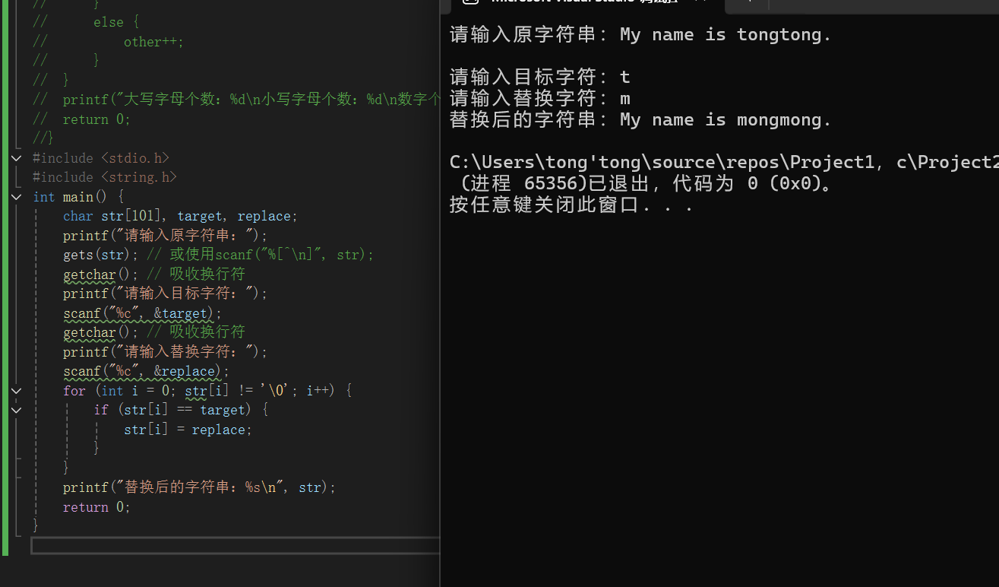 //      }
//      else {
//          other++;
//      }
//  }
//  printf("大写字母个数: %d\n小写字母个数: %d\n数字个
//  return 0;
//}
#include <stdio.h>
#include <string.h>
int main() {
    char str[101], target, replace;
    printf("请输入原字符串: ");
    gets(str); // 或使用scanf("%[^\n]", str);
    getchar(); // 吸收换行符
    printf("请输入目标字符: ");
    scanf("%c", &target);
    getchar(); // 吸收换行符
    printf("请输入替换字符: ");
    scanf("%c", &replace);
    for (int i = 0; str[i] != '\0'; i++) {
        if (str[i] == target) {
            str[i] = replace;
        }
    }
    printf("替换后的字符串: %s\n", str);
    return 0;
}
Microsoft Visual Studio 调试控
请输入原字符串: My name is tongtong.
请输入目标字符: t
请输入替换字符: m
替换后的字符串: My name is mongmong.
C:\Users\tong'tong\source\repos\Project1, c\Project2
 (进程 65356)已退出，代码为 0 (0x0)。
按任意键关闭此窗口. . .